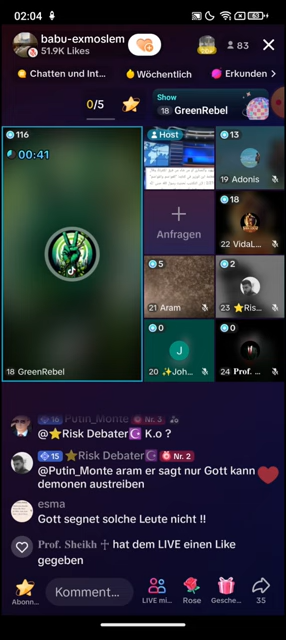 02:04
63
babu-exmoslem
51.9K Likes
83
Chatten und Int...
Wöchentlich
Erkunden >
0/5
Show
18 GreenRebel
116
00:41
Host
13
19 Adonis
Anfragen
18
22 VidaL...
5
21 Aram
2
23 ⭐Ris...
0
20 ✨Joh...
0
24 𝐏𝐫𝐨𝐟. ...
18 GreenRebel
16 Putin_Monte Nr. 3
@⭐Risk Debater☪ K.o ?
15 ⭐Risk Debater☪ Nr. 2
@Putin_Monte aram er sagt nur Gott kann
demonen austreiben
esma
Gott segnet solche Leute nicht !!
𝐏𝐫𝐨𝐟. 𝐒𝐡𝐞𝐢𝐤𝐡 ♰ hat dem LIVE einen Like
gegeben
Abonn...
Komment...
LIVE mi...
Rose
Gesche...
35